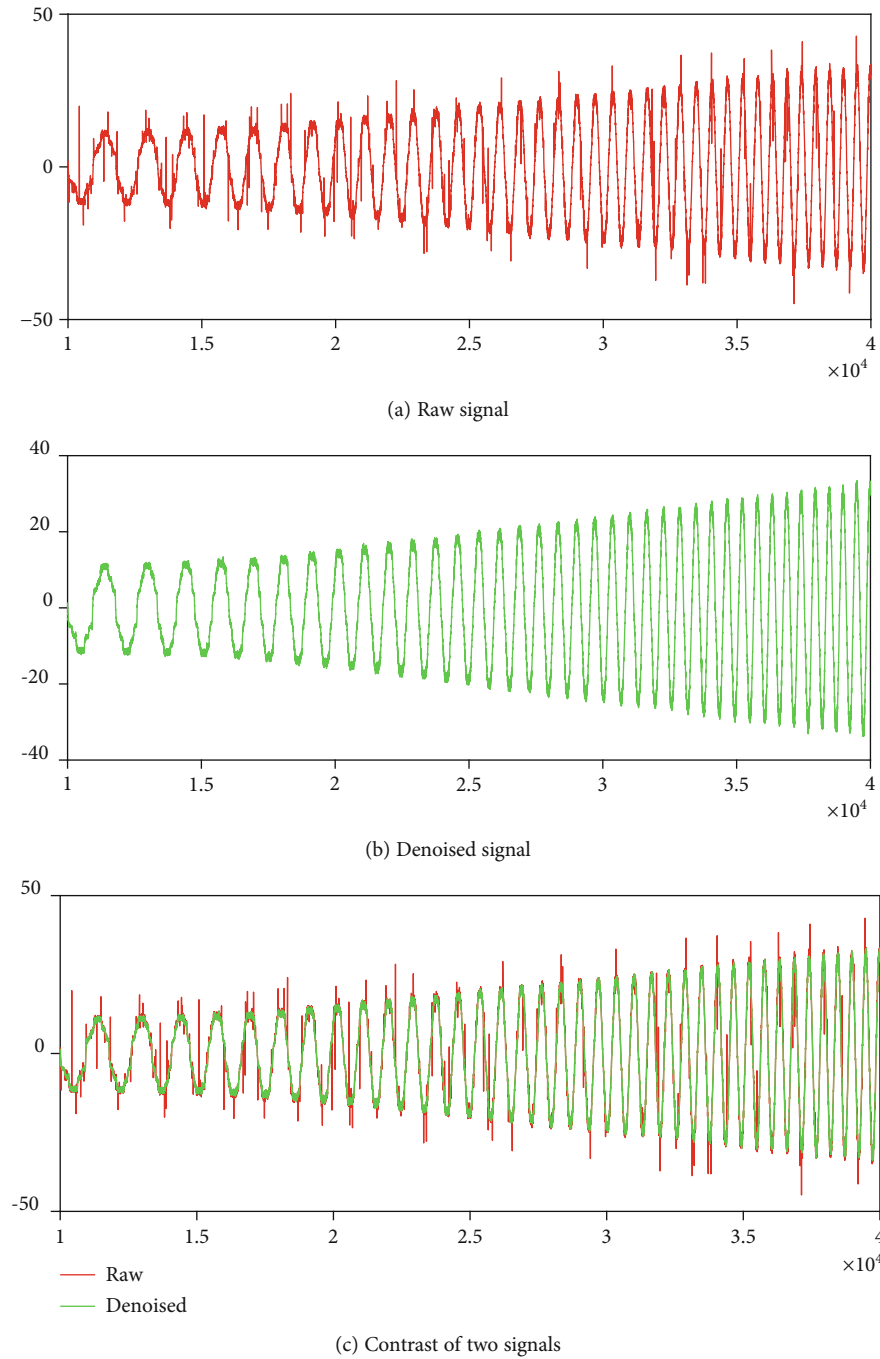 50
0
−50
1 1.5 2 2.5 3 3.5 4
×10⁴
(a) Raw signal
40
20
0
-20
-40
1 1.5 2 2.5 3 3.5 4
×10⁴
(b) Denoised signal
50
0
-50
1 1.5 2 2.5 3 3.5 4
×10⁴
Raw
Denoised
(c) Contrast of two signals